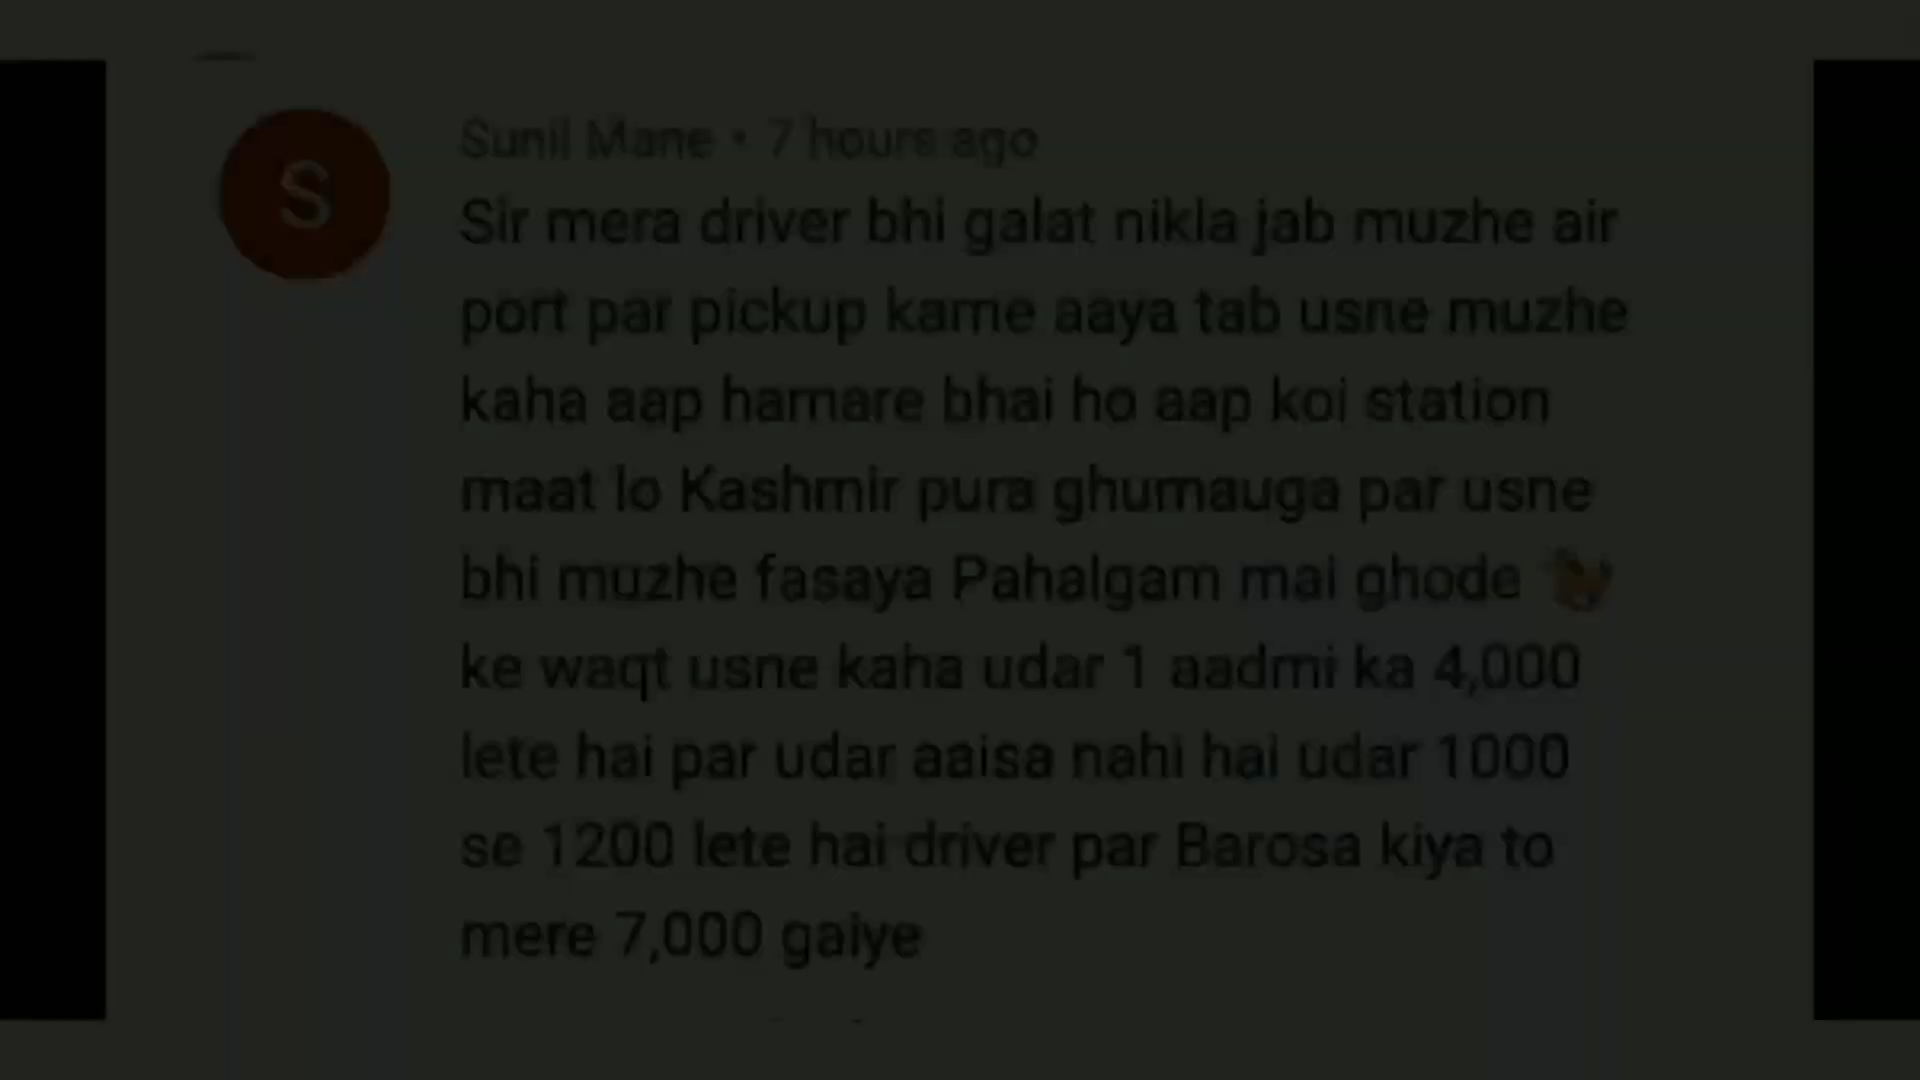 Sunil Mane • 7 hours ago
S
Sir mera driver bhi galat nikla jab muzhe air
port par pickup karne aaya tab usne muzhe
kaha aap hamare bhai ho aap koi station
maat lo Kashmir pura ghumauga par usne
bhi muzhe fasaya Pahalgam mai ghode 🐿️
ke waqt usne kaha udar 1 aadmi ka 4,000
lete hai par udar aaisa nahi hai udar 1000
se 1200 lete hai driver par Barosa kiya to
mere 7,000 gaiye